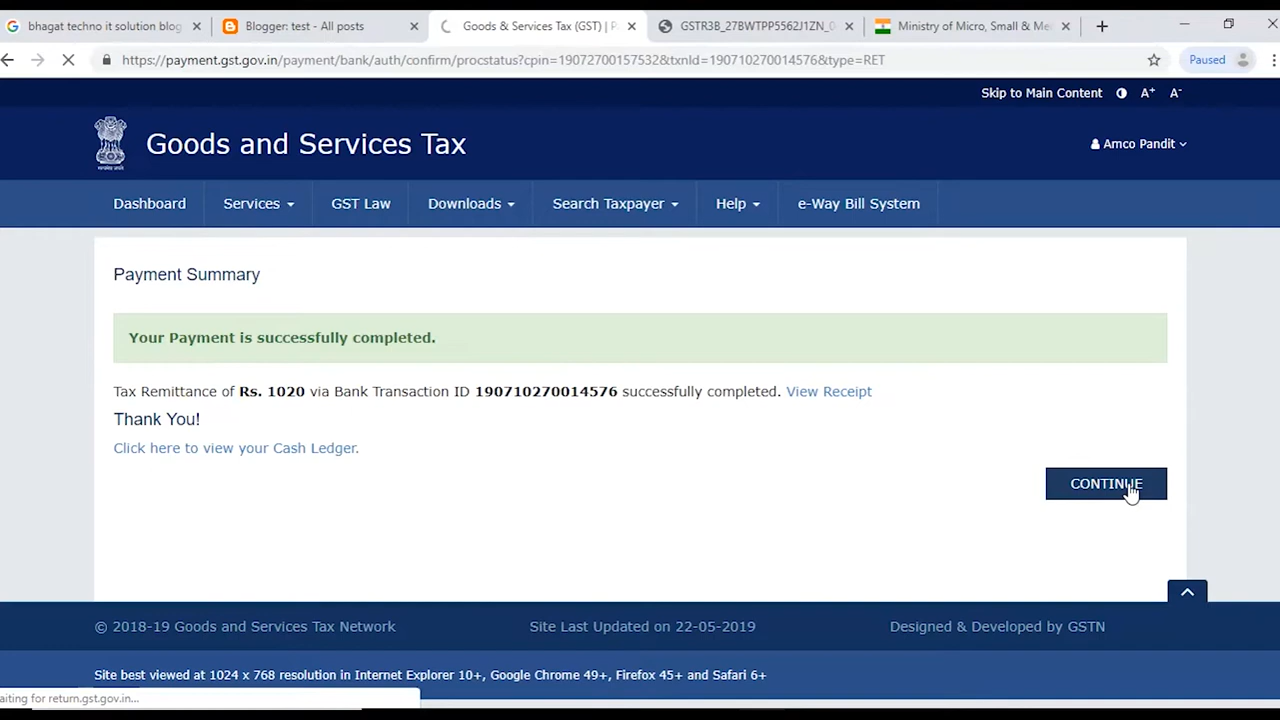 bhagat techno it solution blog
Blogger: test - All posts
Goods & Services Tax (GST) | P
GSTR3B_27BWTPP5562J1ZN_0
Ministry of Micro, Small & Me
https://payment.gst.gov.in/payment/bank/auth/confirm/procstatus?cpin=19072700157532&txnId=190710270014576&type=RET
Paused
Skip to Main Content A+ A-
Goods and Services Tax
Amco Pandit
Dashboard Services GST Law Downloads Search Taxpayer Help e-Way Bill System
Payment Summary
Your Payment is successfully completed.
Tax Remittance of Rs. 1020 via Bank Transaction ID 190710270014576 successfully completed. View Receipt
Thank You!
Click here to view your Cash Ledger.
CONTINUE
© 2018-19 Goods and Services Tax Network Site Last Updated on 22-05-2019 Designed & Developed by GSTN
Site best viewed at 1024 x 768 resolution in Internet Explorer 10+, Google Chrome 49+, Firefox 45+ and Safari 6+
aiting for return.gst.gov.in...